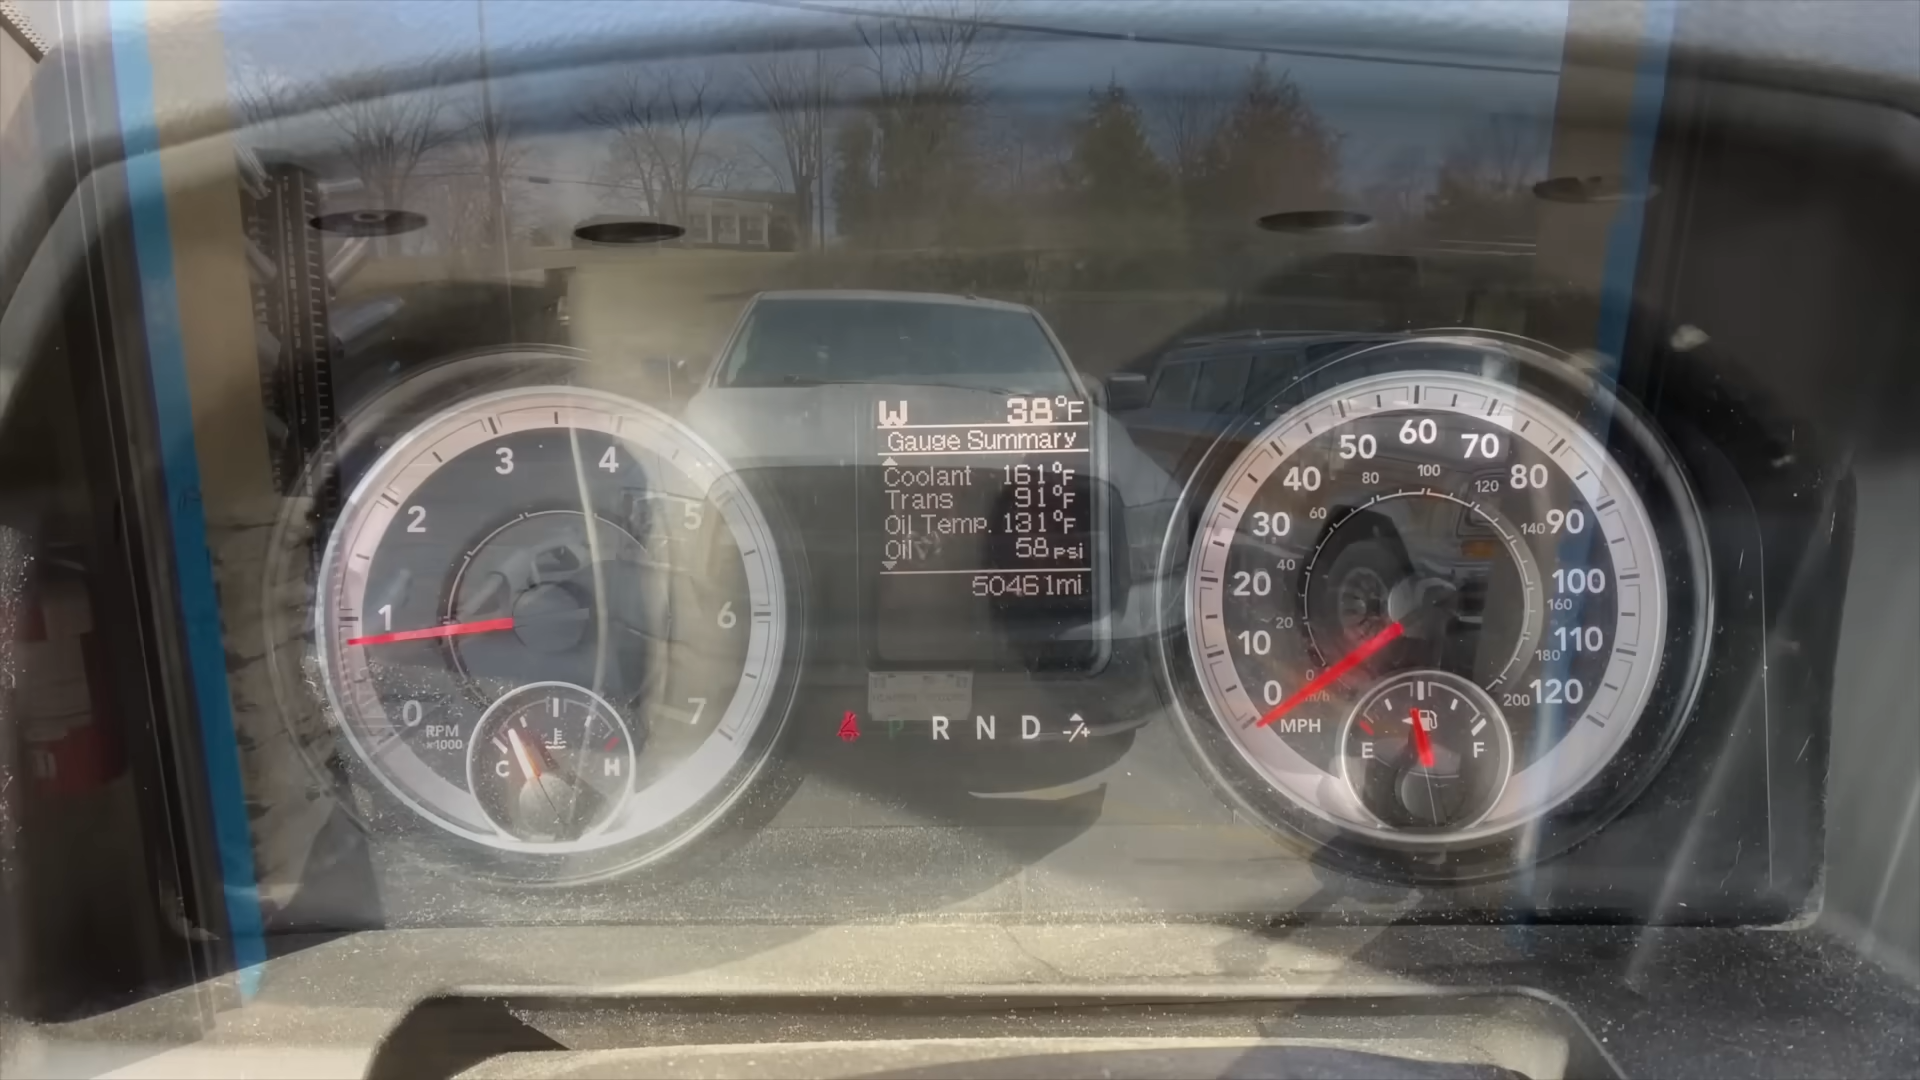 W 38°F
Gauge Summary
Coolant 161°F
Trans 91°F
Oil Temp. 131°F
Oil 58 psi
50461mi
P R N D -/+
0 1 2 3 4 5 6 7
RPM
x1000
C H
0 10 20 30 40 50 60 70 80 90 100 110 120
MPH
0 20 40 60 80 100 120 140 160 180 200
km/h
E F